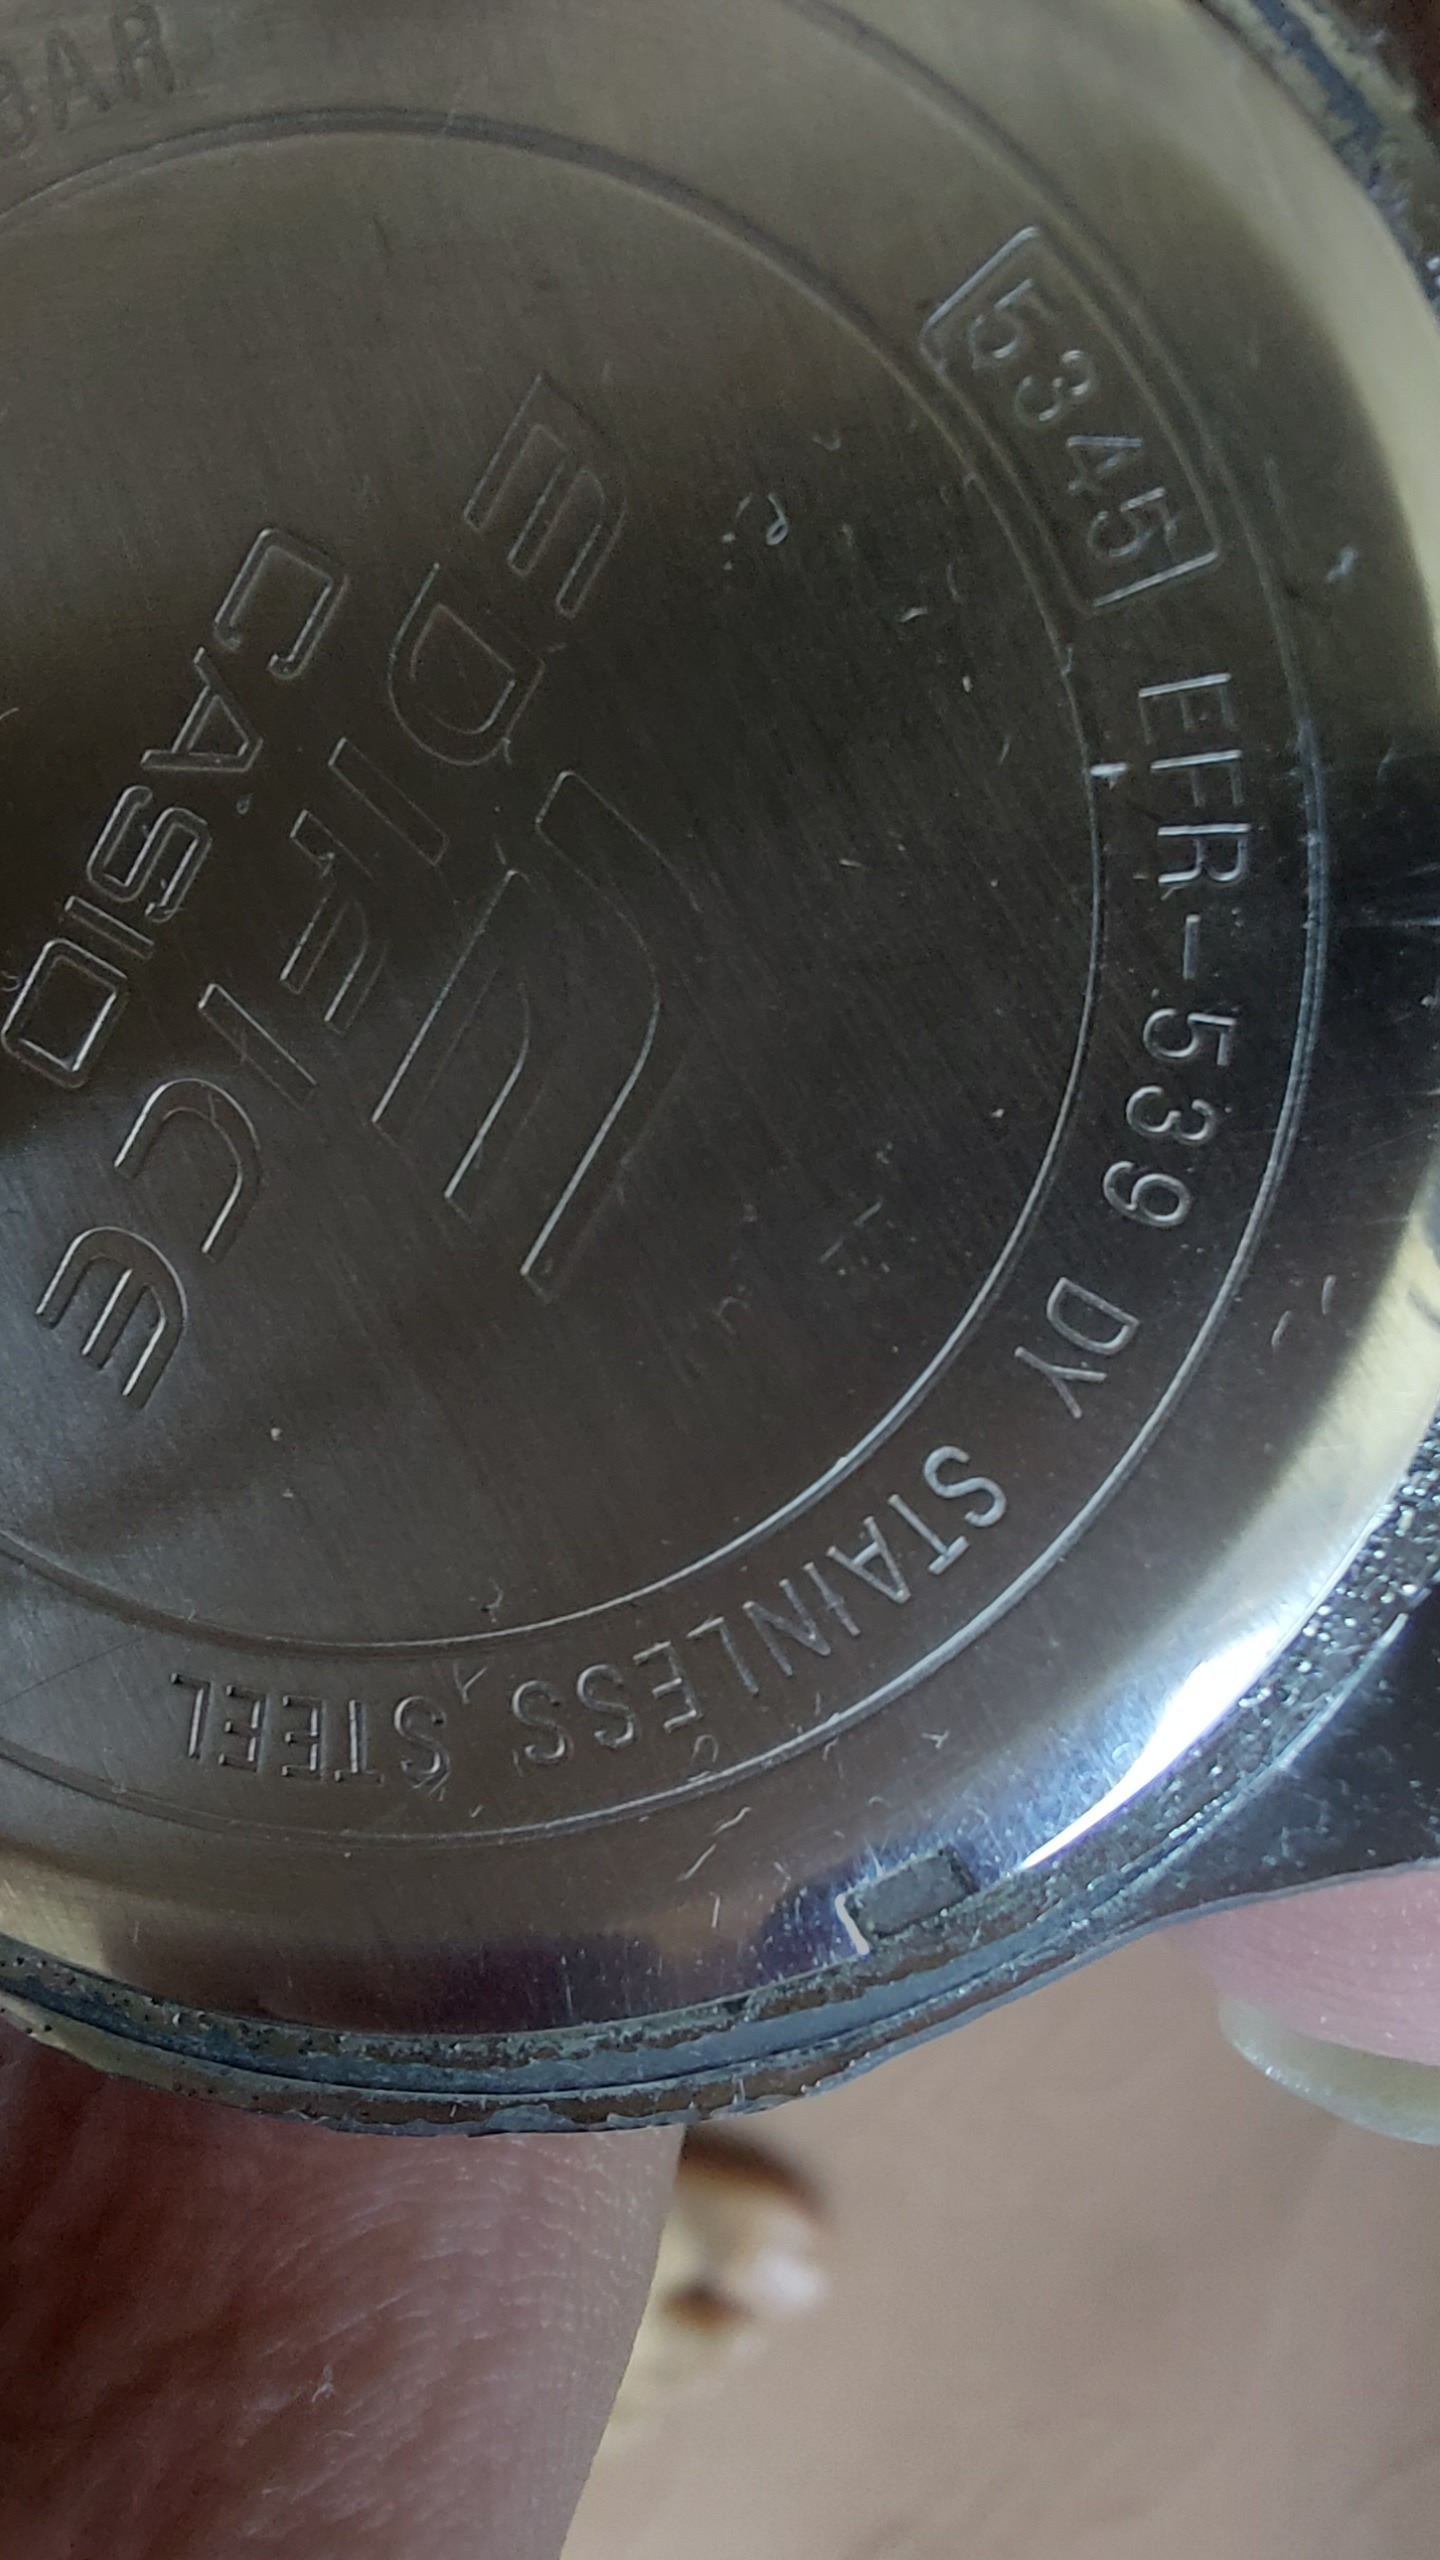 BAR
5345 EFR-539 DY STAINLESS STEEL
EDIFICE
CASIO